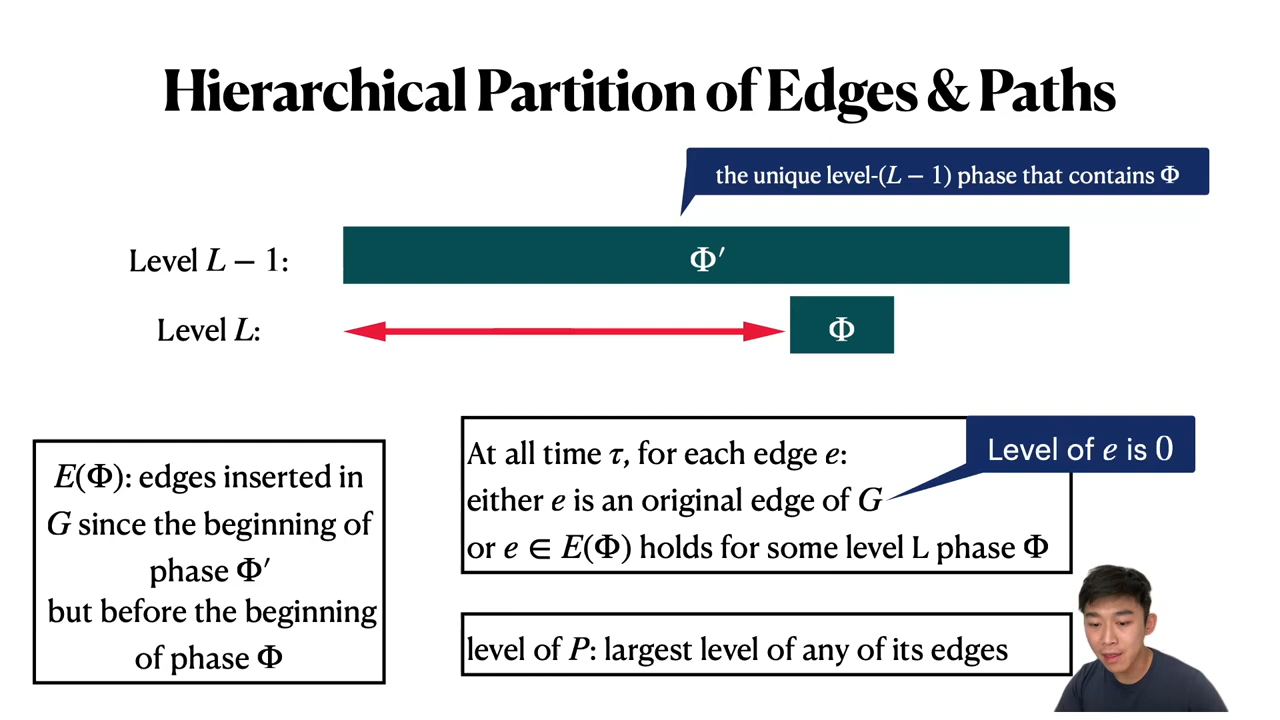 Hierarchical Partition of Edges & Paths
the unique level-(L − 1) phase that contains Φ
Level L − 1:
Φ′
Level L:
Φ
E(Φ): edges inserted in
G since the beginning of
phase Φ′
but before the beginning
of phase Φ
At all time τ, for each edge e:
either e is an original edge of G
or e ∈ E(Φ) holds for some level L phase Φ
Level of e is 0
level of P: largest level of any of its edges